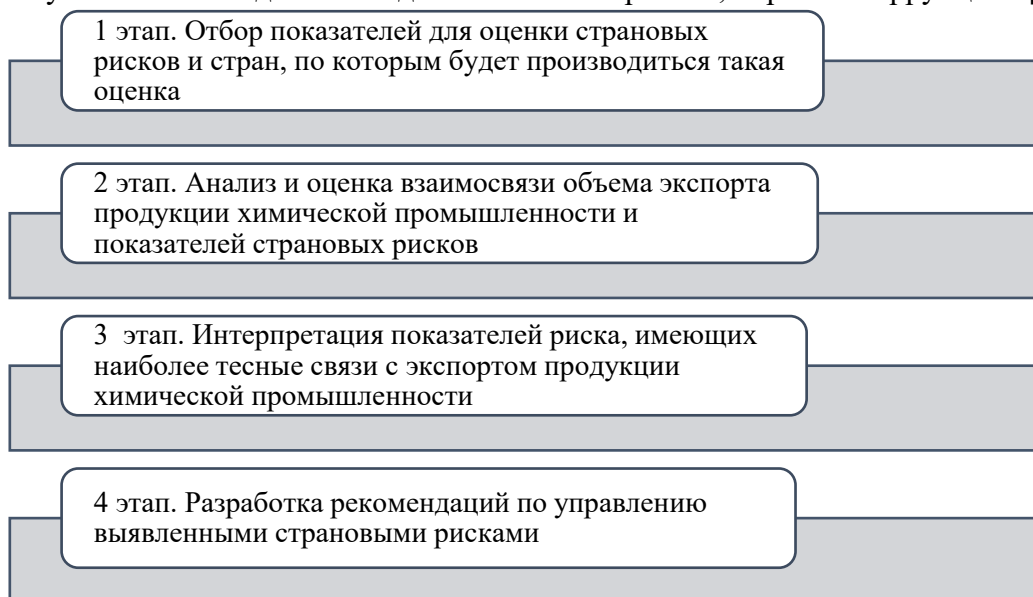 1 этап. Отбор показателей для оценки страновых
рисков и стран, по которым будет производиться такая
оценка
2 этап. Анализ и оценка взаимосвязи объема экспорта
продукции химической промышленности и
показателей страновых рисков
3 этап. Интерпретация показателей риска, имеющих
наиболее тесные связи с экспортом продукции
химической промышленности
4 этап. Разработка рекомендаций по управлению
выявленными страновыми рисками